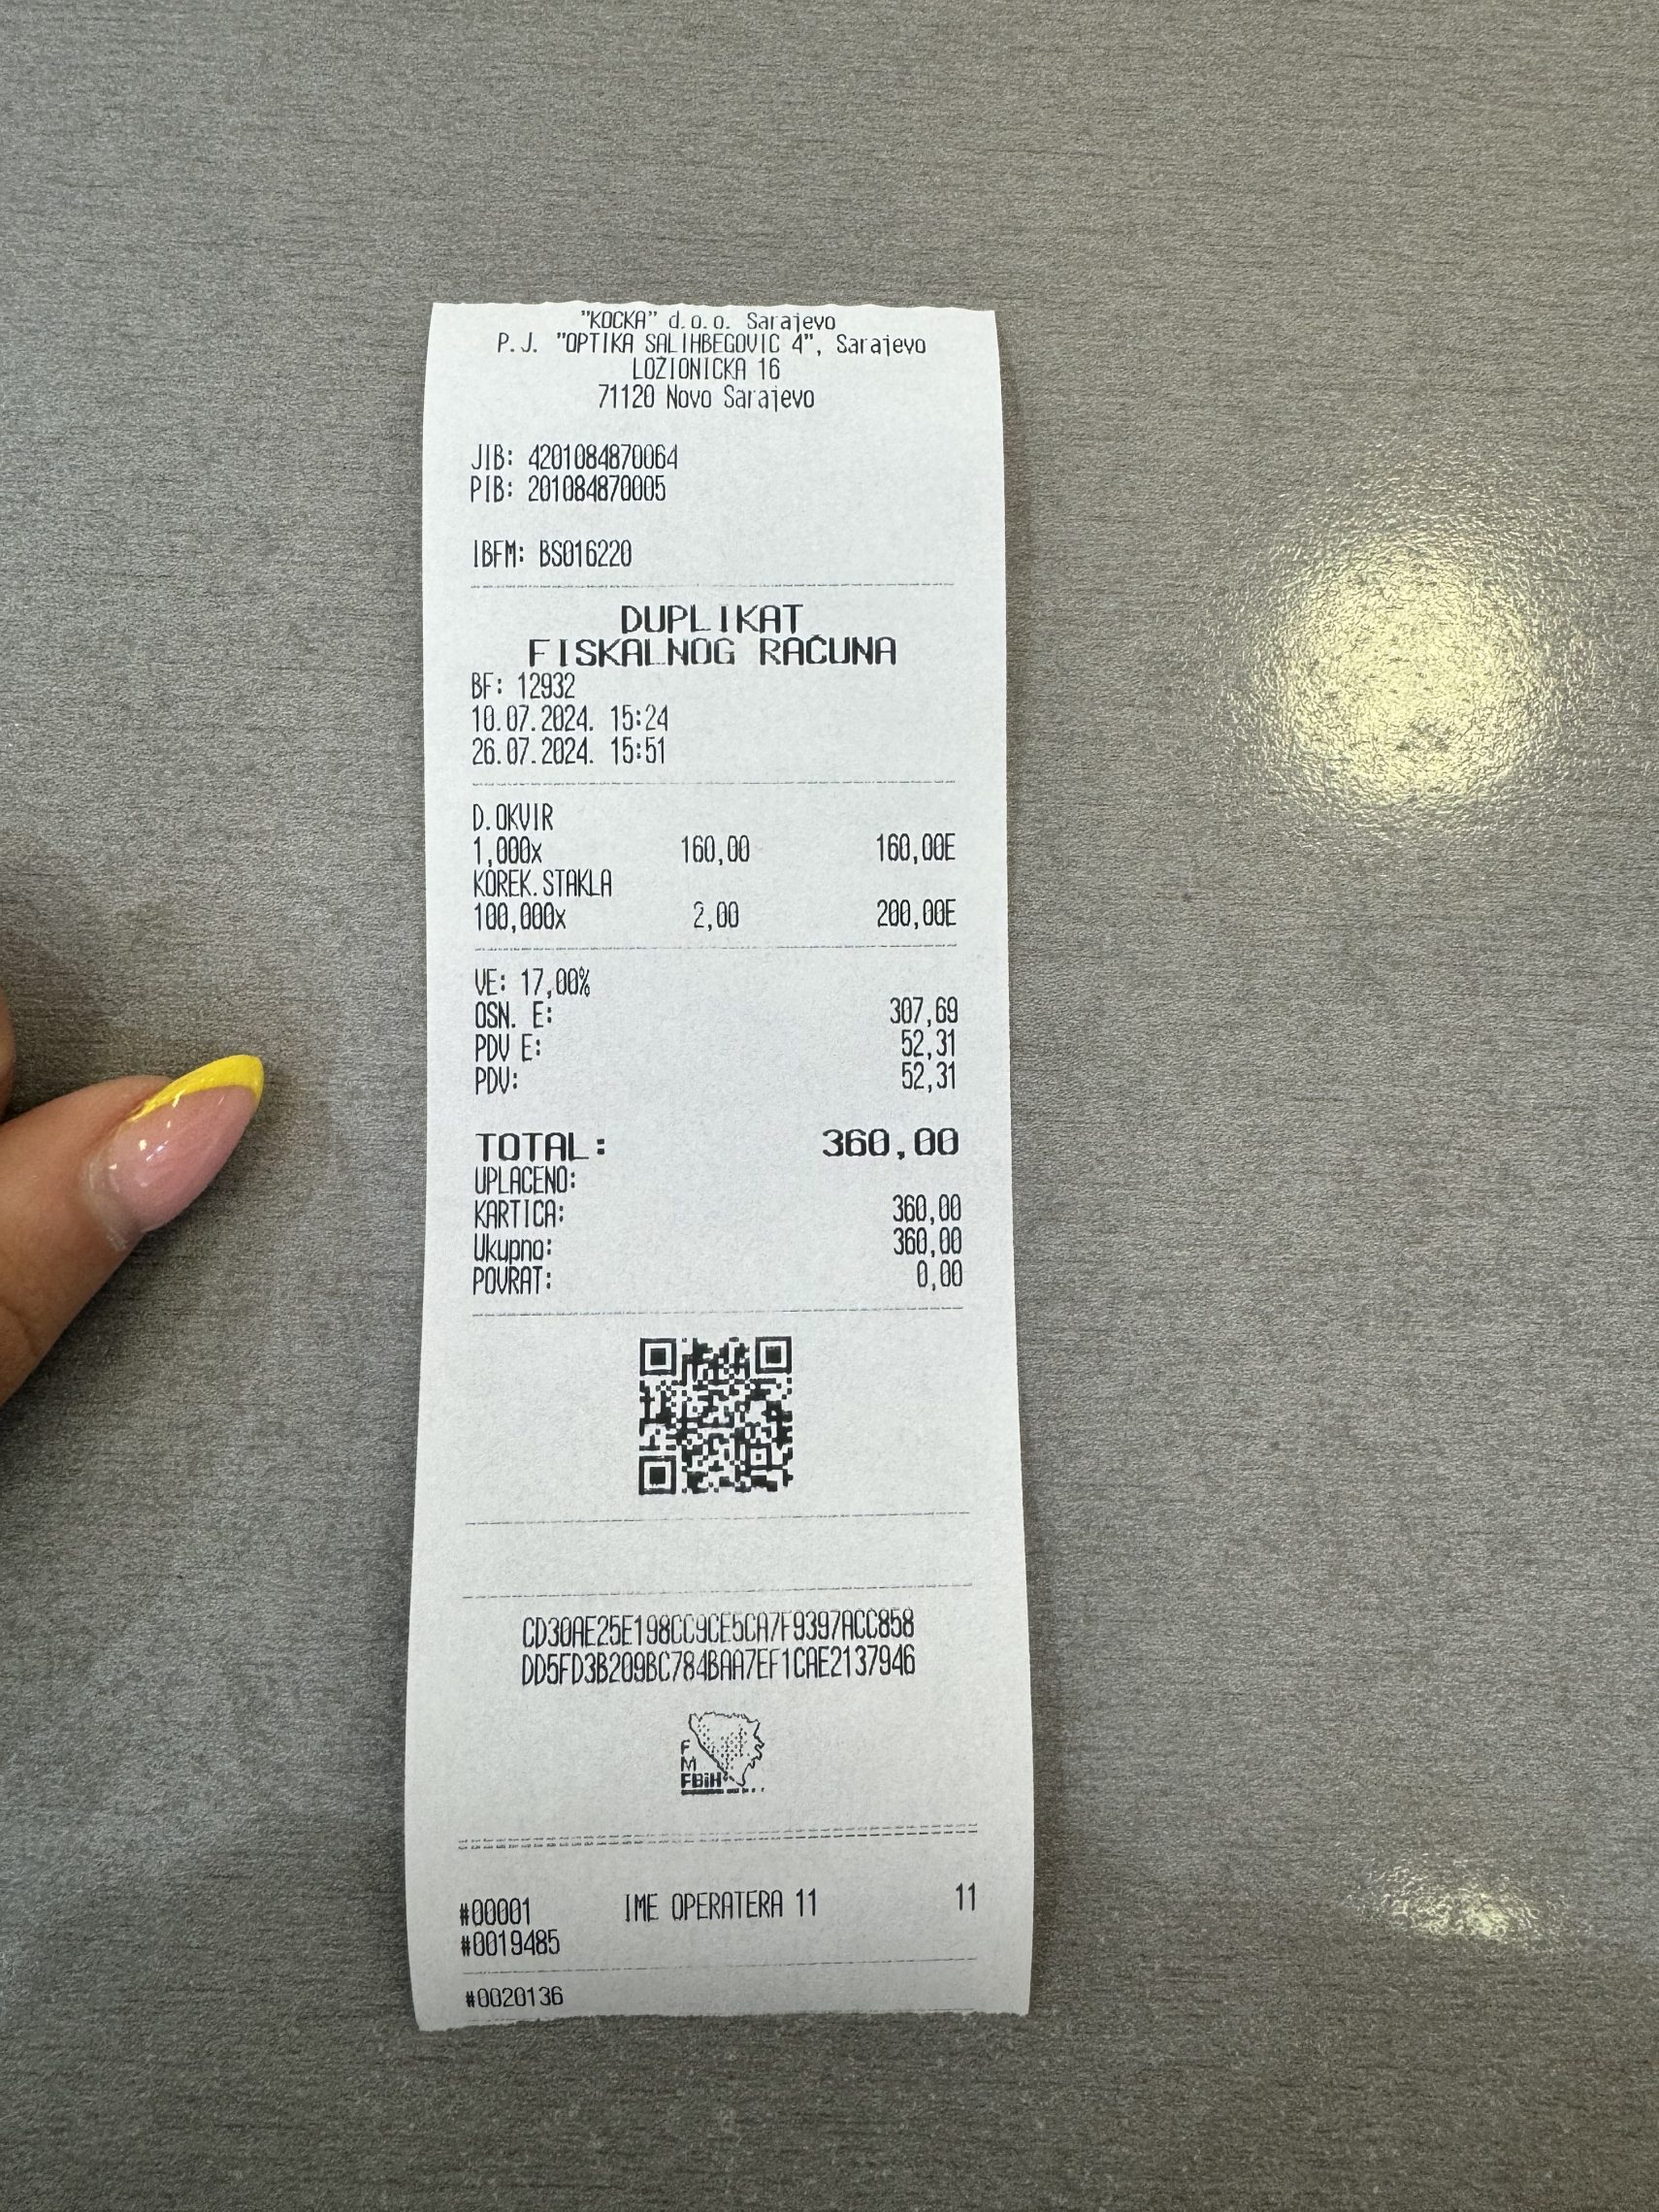 "KOCKA" d.o.o. Sarajevo
P.J. "OPTIKA SALIHBEGOVIC 4", Sarajevo
LOŽIONIČKA 16
71120 Novo Sarajevo
JIB: 4201084870064
PIB: 201084870005
IBFM: BS016220
DUPLIKAT
FISKALNOG RAČUNA
BF: 12932
10.07.2024. 15:24
26.07.2024. 15:51
D.OKVIR
1,000x 160,00 160,00E
KOREK.STAKLA
100,000x 2,00 200,00E
VE: 17,00%
OSN. E: 307,69
PDV E: 52,31
PDV: 52,31
TOTAL: 360,00
UPLAĆENO:
KARTICA: 360,00
Ukupno: 360,00
POVRAT: 0,00
CD30AE25E198CC9CE5CA7F9397ACC858
DD5FD3B209BC784BAA7EF1CAE2137946
F
M
FBiH
#00001 IME OPERATERA 11 11
#0019485
#0020136